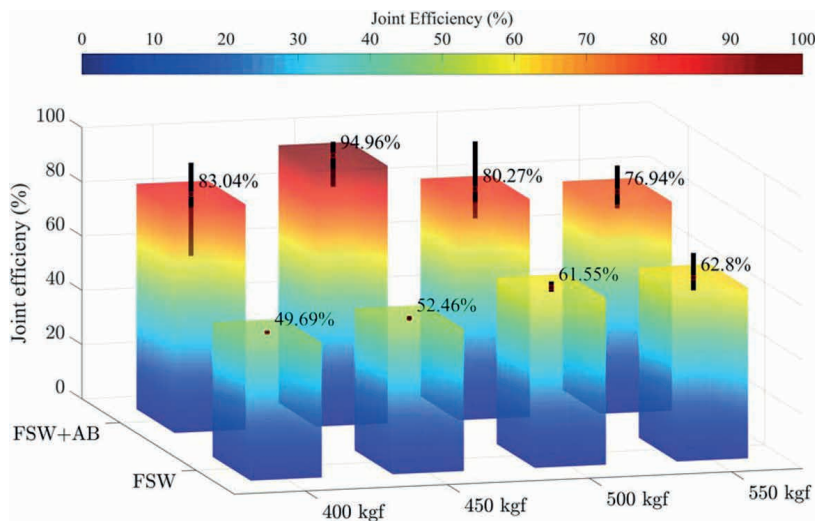 Joint Efficiency (%)
0 10 20 30 40 50 60 70 80 90 100
Joint efficieny (%)
100
80
60
40
20
0
83.04% 94.96% 80.27% 76.94%
49.69% 52.46% 61.55% 62.8%
FSW+AB
FSW
400 kgf 450 kgf 500 kgf 550 kgf